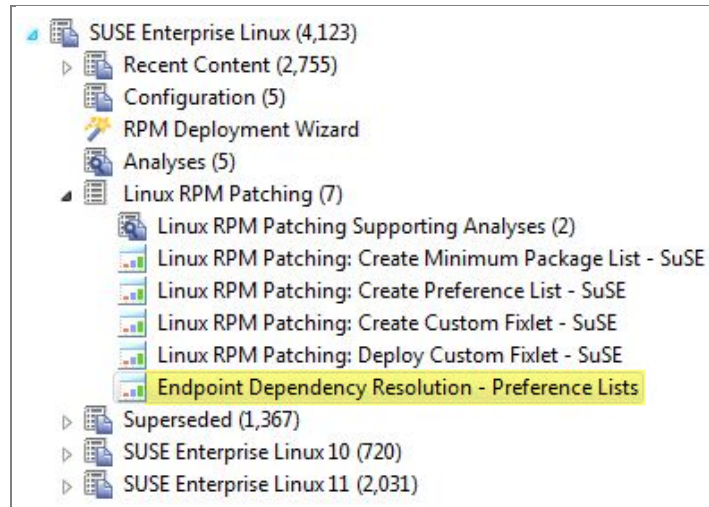 SUSE Enterprise Linux (4,123)
Recent Content (2,755)
Configuration (5)
RPM Deployment Wizard
Analyses (5)
Linux RPM Patching (7)
Linux RPM Patching Supporting Analyses (2)
Linux RPM Patching: Create Minimum Package List - SuSE
Linux RPM Patching: Create Preference List - SuSE
Linux RPM Patching: Create Custom Fixlet - SuSE
Linux RPM Patching: Deploy Custom Fixlet - SuSE
Endpoint Dependency Resolution - Preference Lists
Superseded (1,367)
SUSE Enterprise Linux 10 (720)
SUSE Enterprise Linux 11 (2,031)